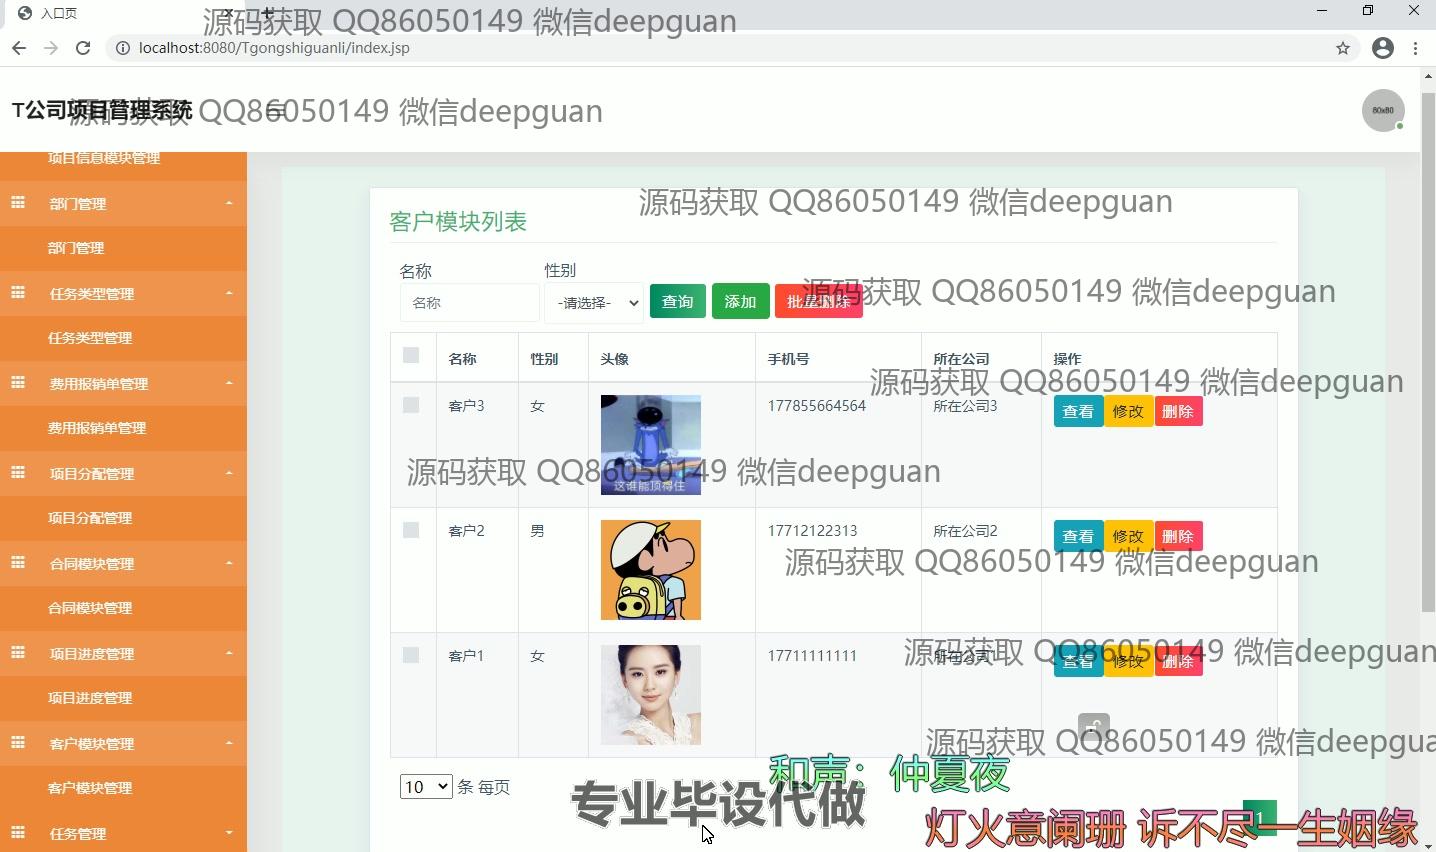 入口页
源码获取 QQ86050149 微信deepguan
localhost:8080/Tgongshiguanli/index.jsp
T公司项目管理系统
源码获取 QQ86050149 微信deepguan
80x80
项目信息模块管理
部门管理
部门管理
任务类型管理
任务类型管理
费用报销单管理
费用报销单管理
项目分配管理
项目分配管理
合同模块管理
合同模块管理
项目进度管理
项目进度管理
客户模块管理
客户模块管理
任务管理
源码获取 QQ86050149 微信deepguan
客户模块列表
名称 性别
名称 -请选择- 查询 添加 批量删除
源码获取 QQ86050149 微信deepguan
名称 性别 头像 手机号 所在公司 操作
源码获取 QQ86050149 微信deepguan
客户3 女 177855664564 所在公司3 查看 修改 删除
源码获取 QQ86050149 微信deepguan
这谁能顶得住
客户2 男 17712122313 所在公司2 查看 修改 删除
源码获取 QQ86050149 微信deepguan
客户1 女 17711111111 所在公司1 查看 修改 删除
源码获取 QQ86050149 微信deepguan
源码获取 QQ86050149 微信deepgua
和声：仲夏夜
10 条 每页
专业毕设代做
1
灯火意阑珊 诉不尽一生姻缘